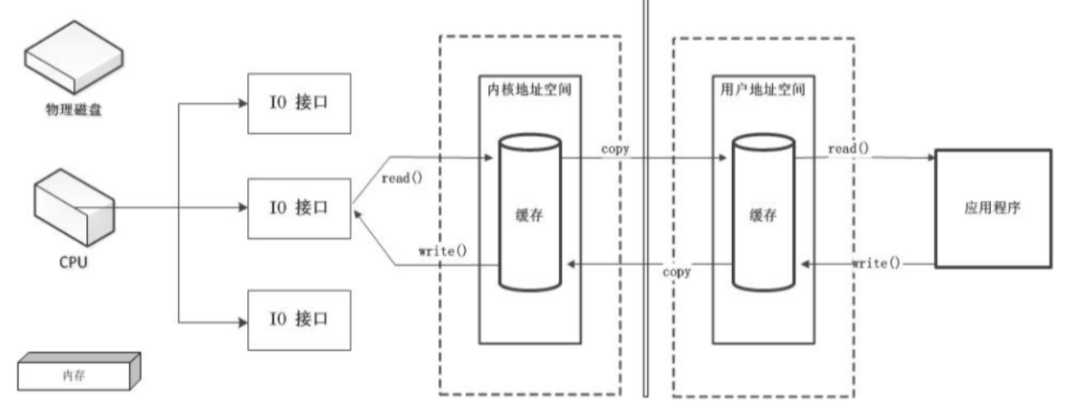 物理磁盘
CPU
内存
IO 接口
IO 接口
IO 接口
read()
write()
内核地址空间
缓存
copy
copy
用户地址空间
缓存
read()
write()
应用程序